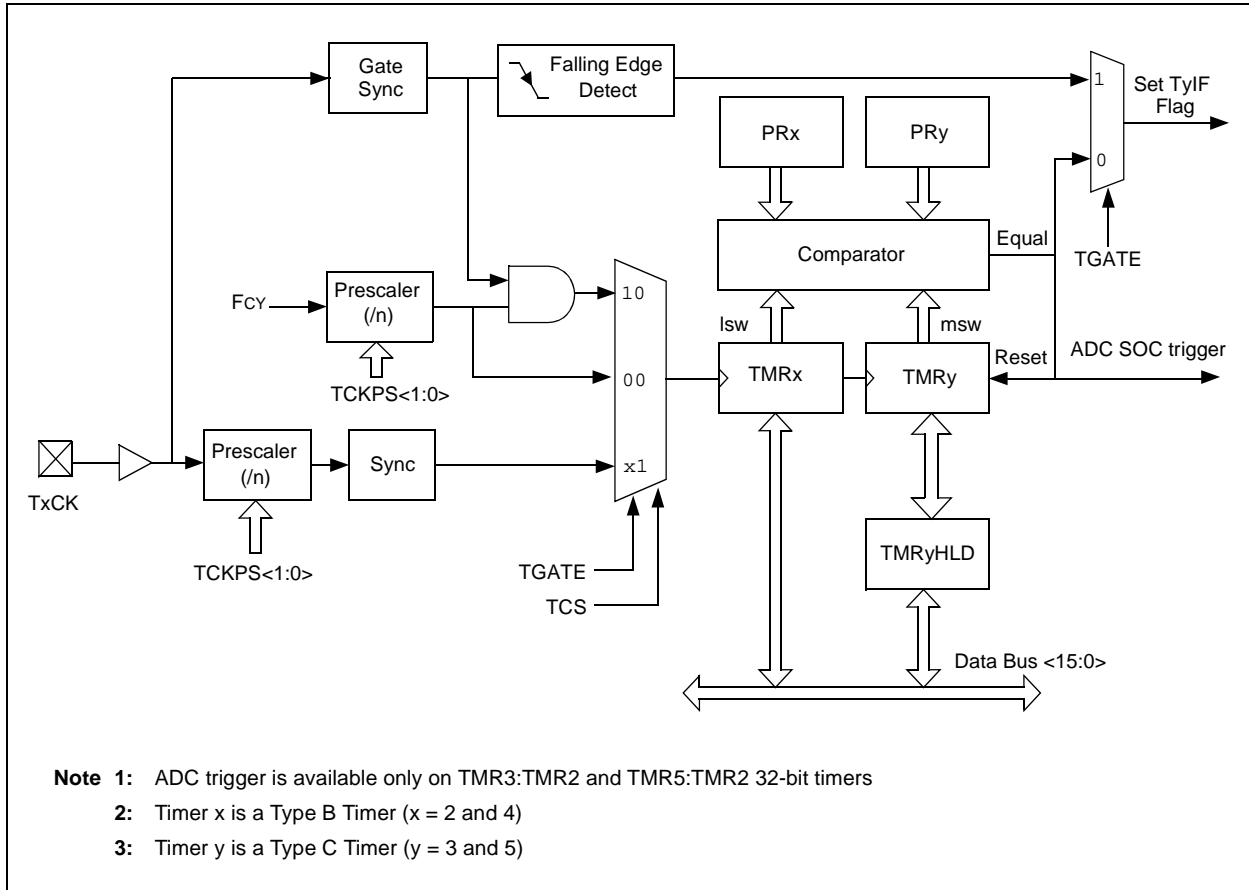 Gate
Sync
Falling Edge
Detect
1
Set TyIF
Flag
PRx
PRy
0
Comparator
Equal
TGATE
FCY
Prescaler
(/n)
10
lsw
msw
TCKPS<1:0>
00
TMRx
TMRy
Reset
ADC SOC trigger
TxCK
Prescaler
(/n)
Sync
x1
TCKPS<1:0>
TGATE
TCS
TMRyHLD
Data Bus <15:0>
Note 1: ADC trigger is available only on TMR3:TMR2 and TMR5:TMR2 32-bit timers
2: Timer x is a Type B Timer (x = 2 and 4)
3: Timer y is a Type C Timer (y = 3 and 5)